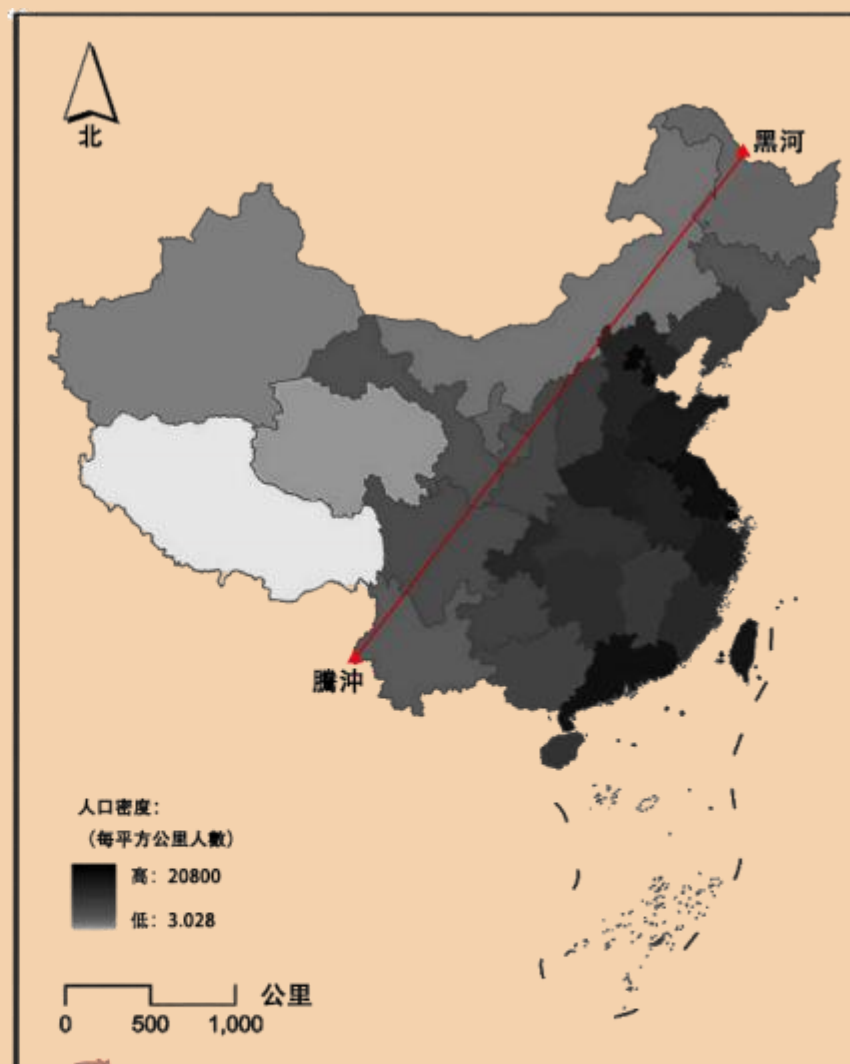 北
黑河
騰沖
人口密度：
（每平方公里人數）
高：20800
低：3.028
公里
0 500 1,000